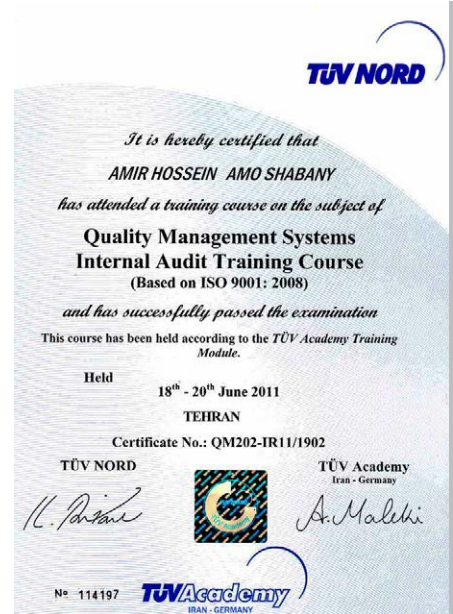 TÜV NORD
It is hereby certified that
AMIR HOSSEIN AMO SHABANY
has attended a training course on the subject of
Quality Management Systems
Internal Audit Training Course
(Based on ISO 9001: 2008)
and has successfully passed the examination
This course has been held according to the TÜV Academy Training
Module.
Held
18th - 20th June 2011
TEHRAN
Certificate No.: QM202-IR11/1902
TÜV NORD
TÜV Academy
Iran - Germany
A. Maleki
TÜV Academy
Nº 114197
TÜVAcademy
IRAN - GERMANY